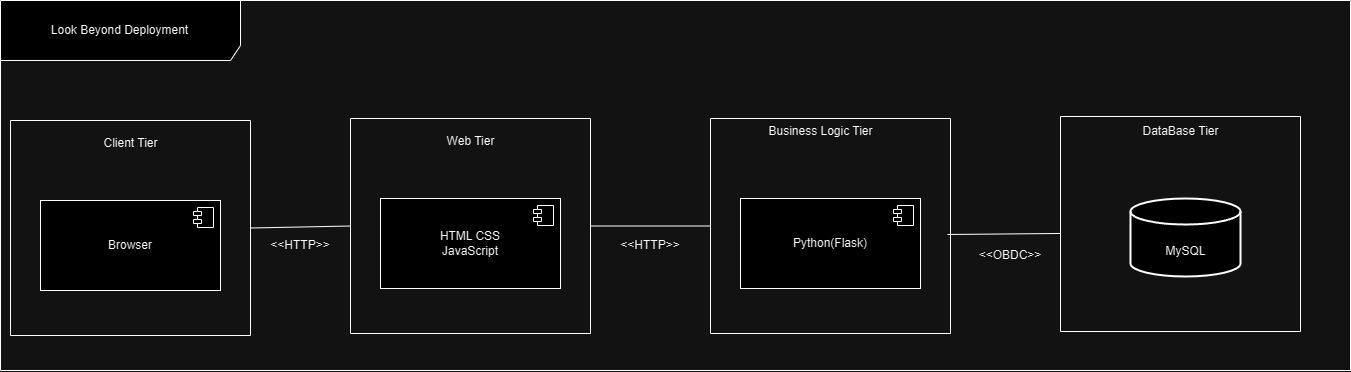 Look Beyond Deployment
Client Tier
Browser
<<HTTP>>
Web Tier
HTML CSS
JavaScript
<<HTTP>>
Business Logic Tier
Python(Flask)
<<OBDC>>
DataBase Tier
MySQL